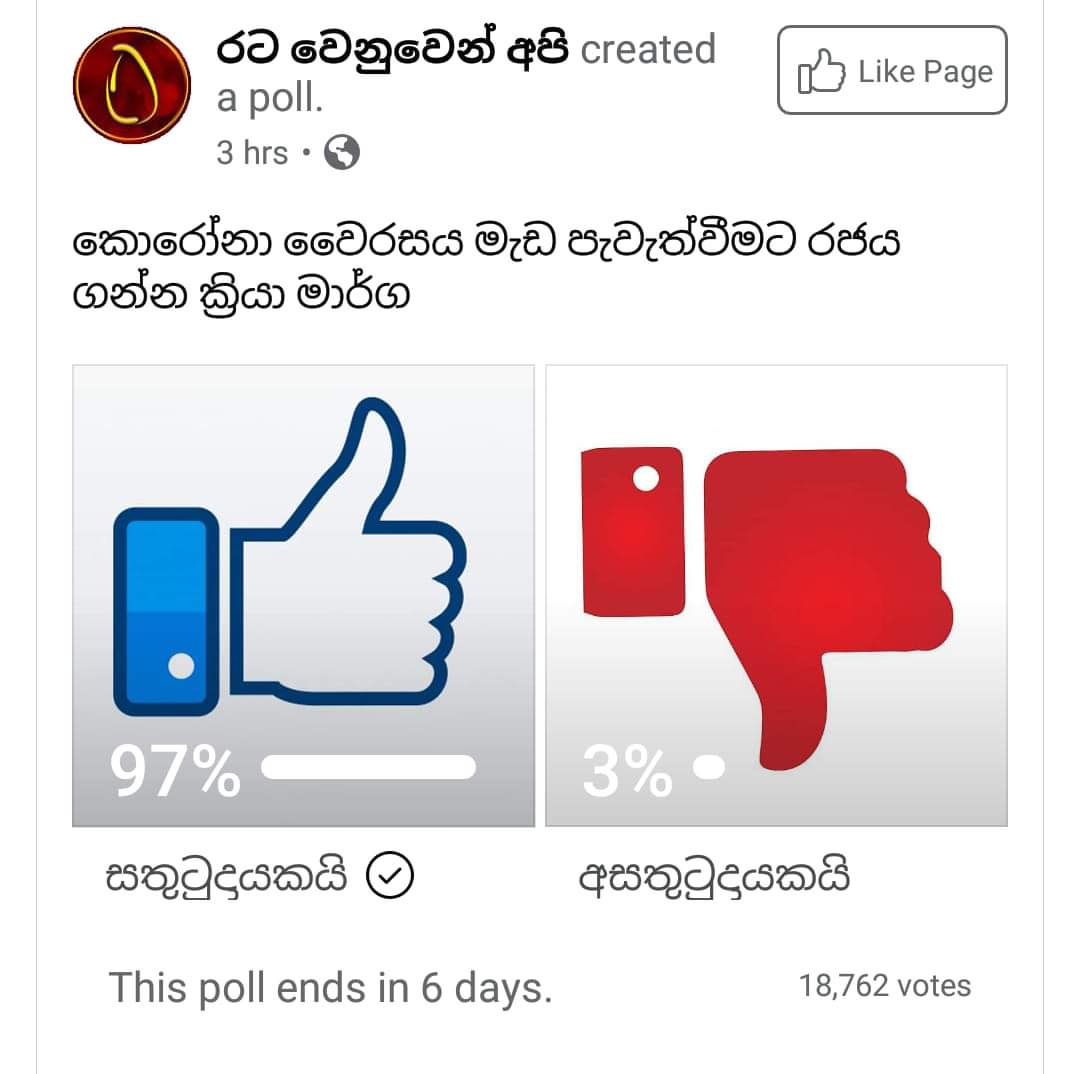 රට වෙනුවෙන් අපි created
a poll.
3 hrs •
Like Page
කොරෝනා වෛරසය මැඩ පැවැත්වීමට රජය
ගන්න ක්‍රියා මාර්ග
97%
3%
සතුටුදයකයි
අසතුටුදයකයි
This poll ends in 6 days.
18,762 votes